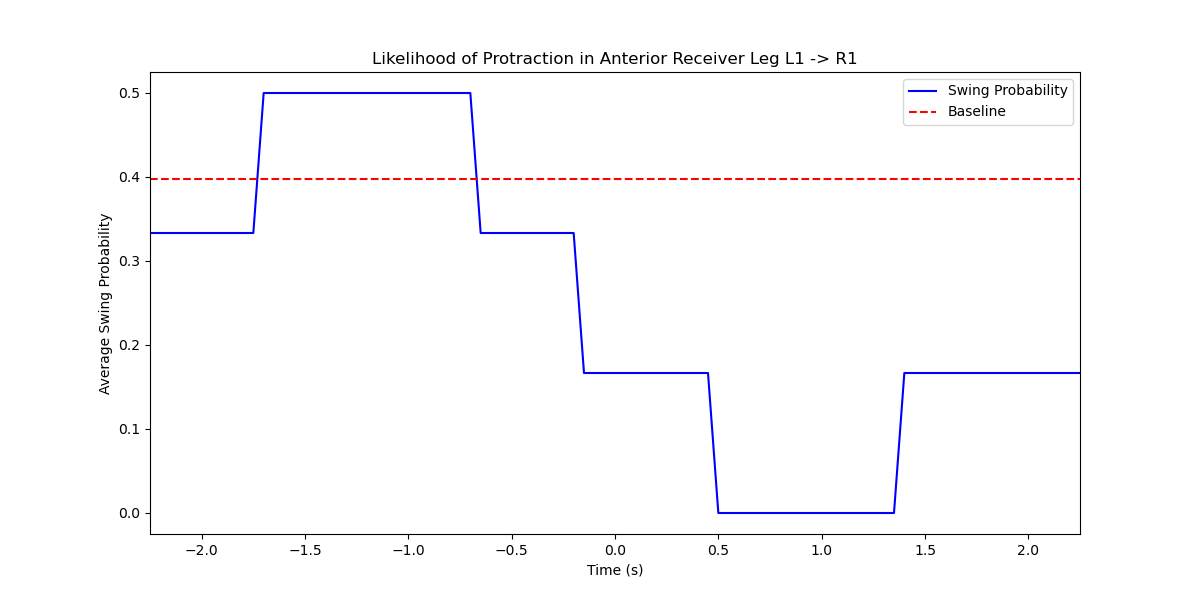 Likelihood of Protraction in Anterior Receiver Leg L1 -> R1
Swing Probability
Baseline
Average Swing Probability
0.5
0.4
0.3
0.2
0.1
0.0
−2.0 −1.5 −1.0 −0.5 0.0 0.5 1.0 1.5 2.0
Time (s)